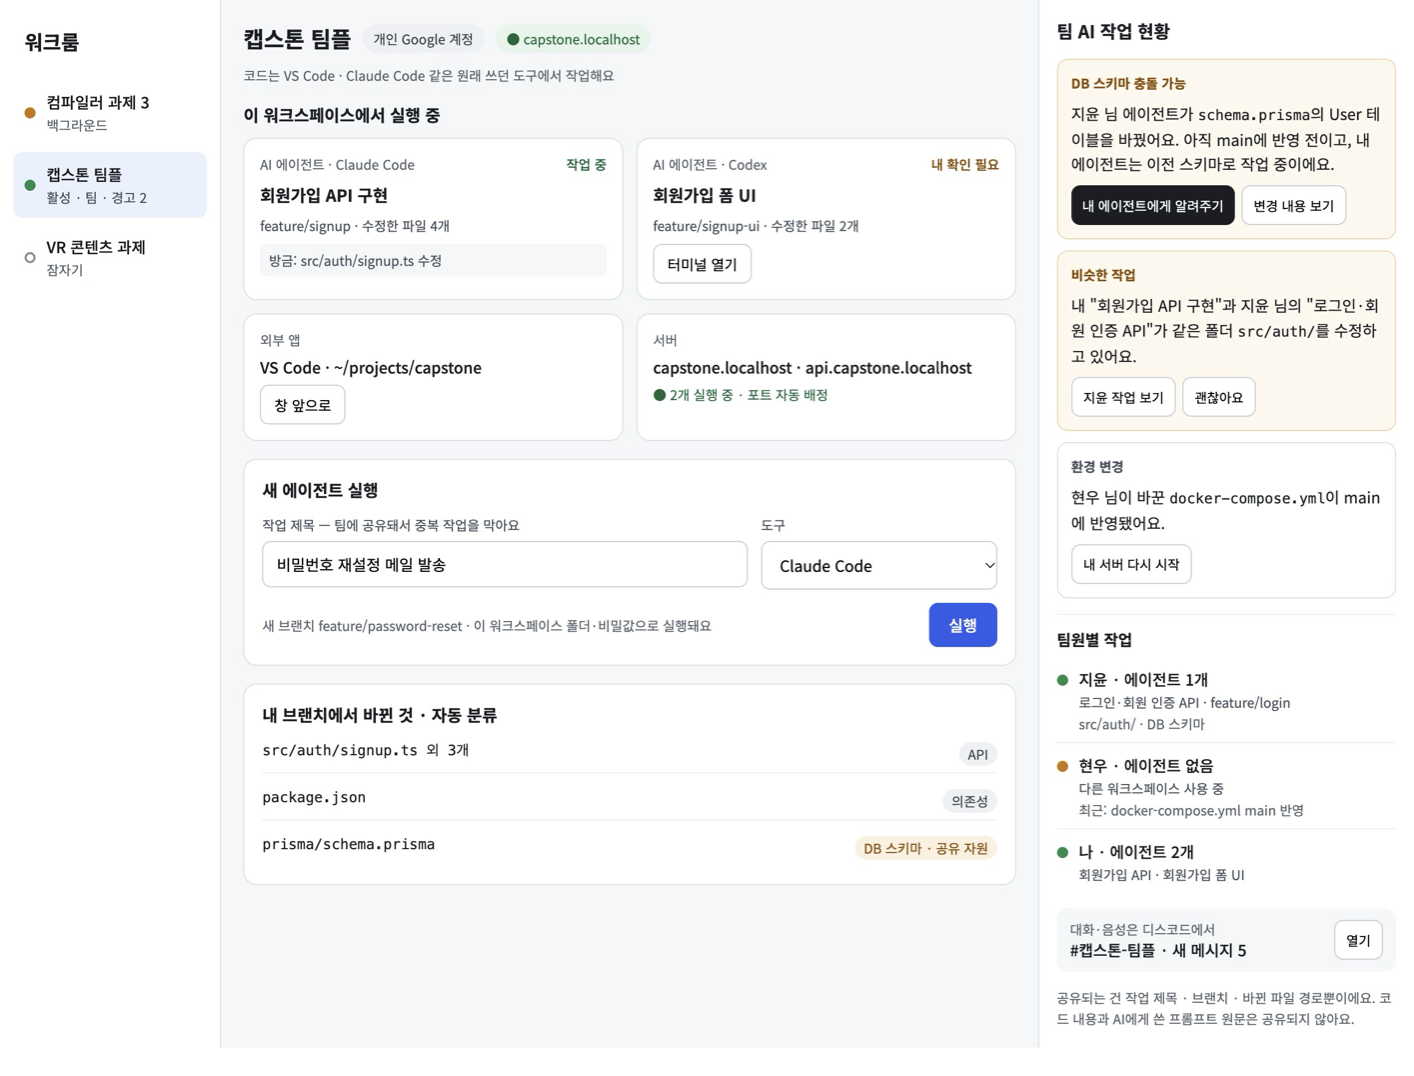 워크룸
컴파일러 과제 3
백그라운드
캡스톤 팀플
활성 · 팀 · 경고 2
VR 콘텐츠 과제
잠자기
캡스톤 팀플
개인 Google 계정
capstone.localhost
코드는 VS Code · Claude Code 같은 원래 쓰던 도구에서 작업해요
이 워크스페이스에서 실행 중
AI 에이전트 · Claude Code
작업 중
회원가입 API 구현
feature/signup · 수정한 파일 4개
방금: src/auth/signup.ts 수정
AI 에이전트 · Codex
내 확인 필요
회원가입 폼 UI
feature/signup-ui · 수정한 파일 2개
터미널 열기
외부 앱
VS Code · ~/projects/capstone
창 앞으로
서버
capstone.localhost · api.capstone.localhost
2개 실행 중 · 포트 자동 배정
새 에이전트 실행
작업 제목 — 팀에 공유돼서 중복 작업을 막아요
비밀번호 재설정 메일 발송
도구
Claude Code
새 브랜치 feature/password-reset · 이 워크스페이스 폴더·비밀값으로 실행돼요
실행
내 브랜치에서 바뀐 것 · 자동 분류
src/auth/signup.ts 외 3개
API
package.json
의존성
prisma/schema.prisma
DB 스키마 · 공유 자원
팀 AI 작업 현황
DB 스키마 충돌 가능
지윤 님 에이전트가 schema.prisma의 User 테
이블을 바꿨어요. 아직 main에 반영 전이고, 내
에이전트는 이전 스키마로 작업 중이에요.
내 에이전트에게 알려주기
변경 내용 보기
비슷한 작업
내 "회원가입 API 구현"과 지윤 님의 "로그인·회
원 인증 API"가 같은 폴더 src/auth/를 수정하
고 있어요.
지윤 작업 보기
괜찮아요
환경 변경
현우 님이 바꾼 docker-compose.yml이 main
에 반영됐어요.
내 서버 다시 시작
팀원별 작업
지윤 · 에이전트 1개
로그인·회원 인증 API · feature/login
src/auth/ · DB 스키마
현우 · 에이전트 없음
다른 워크스페이스 사용 중
최근: docker-compose.yml main 반영
나 · 에이전트 2개
회원가입 API · 회원가입 폼 UI
대화·음성은 디스코드에서
#캡스톤-팀플 · 새 메시지 5
열기
공유되는 건 작업 제목 · 브랜치 · 바뀐 파일 경로뿐이에요. 코
드 내용과 AI에게 쓴 프롬프트 원문은 공유되지 않아요.